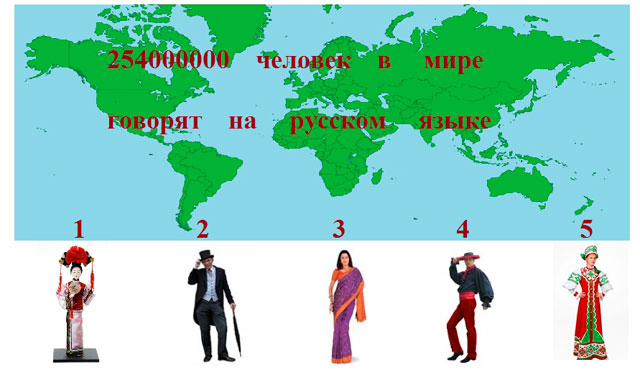 254000000 человек в мире
говорят на русском языке
1 2 3 4 5